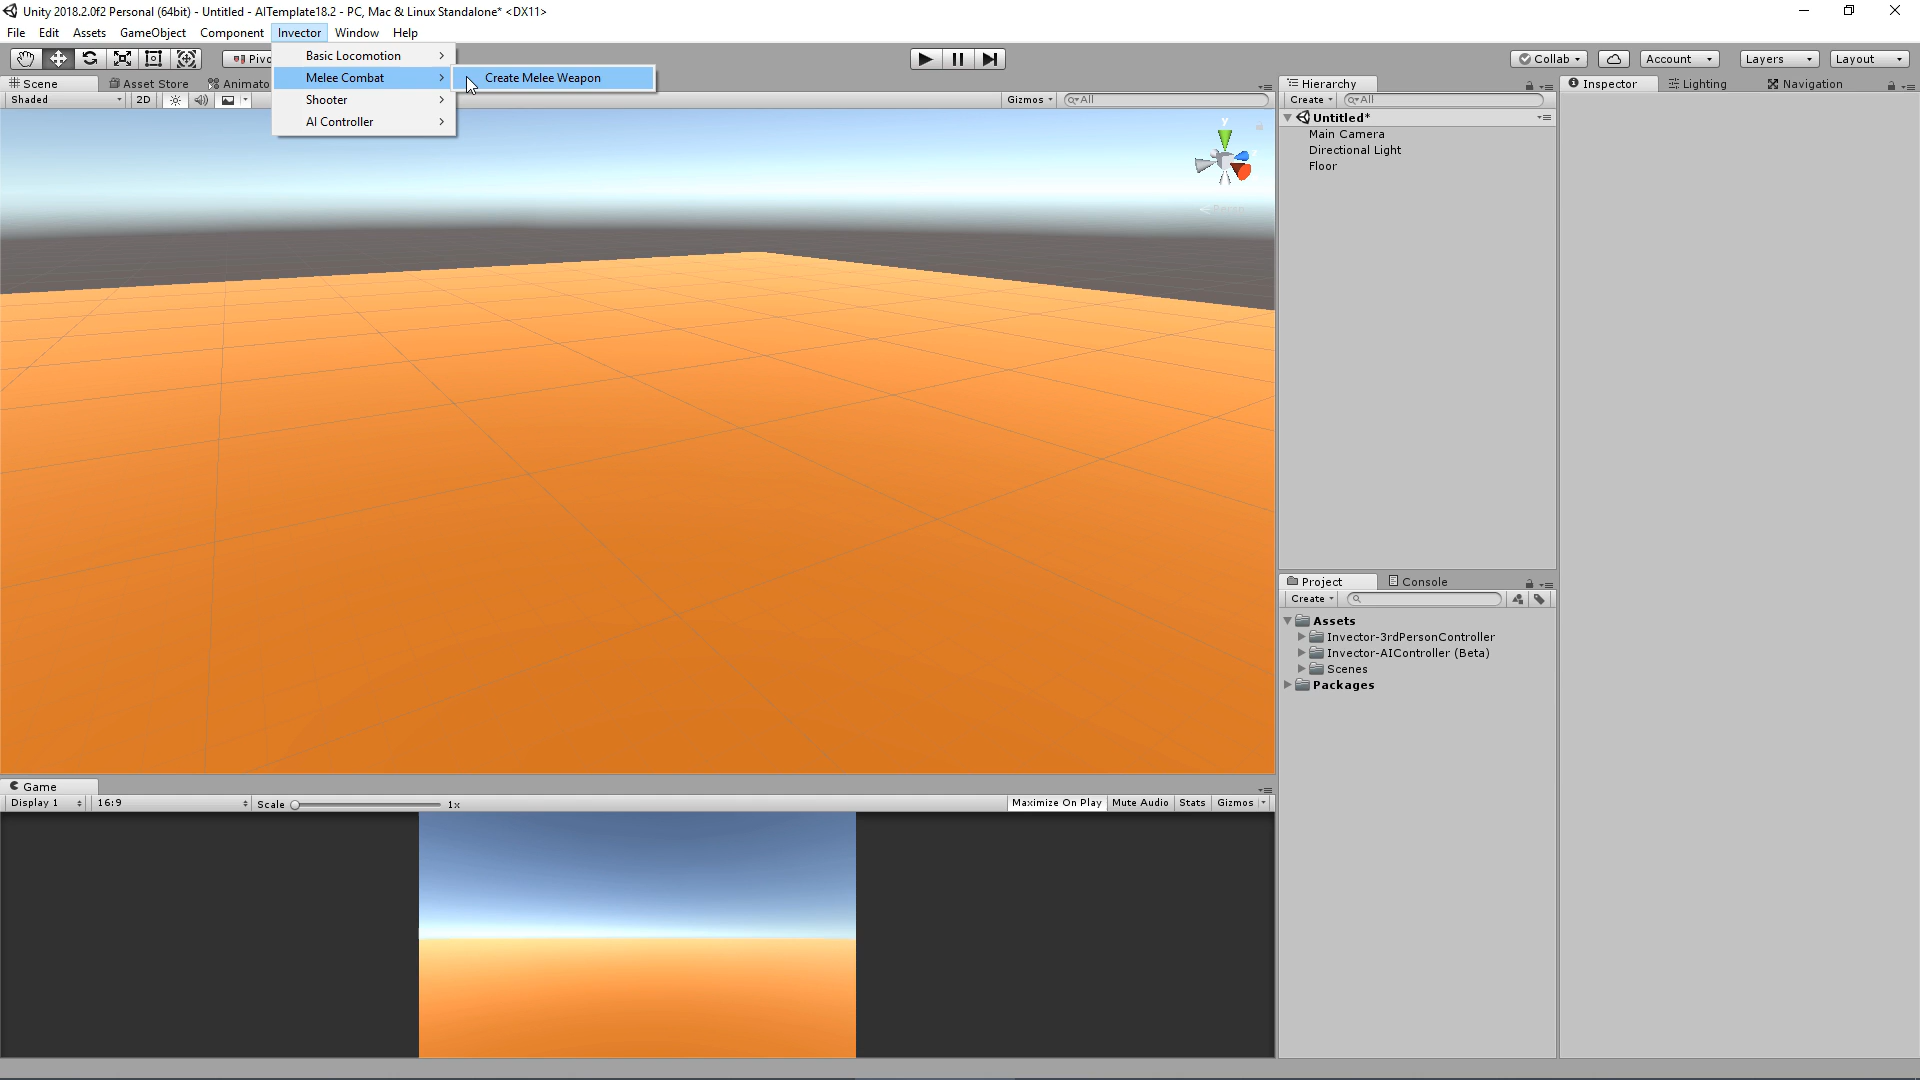 Unity 2018.2.0f2 Personal (64bit) - Untitled - AITemplate18.2 - PC, Mac & Linux Standalone* <DX11>
File Edit Assets GameObject Component Invector Window Help
Basic Locomotion
Melee Combat
Create Melee Weapon
Shooter
AI Controller
Collab Account Layers Layout
Scene Asset Store
Shaded 2D Gizmos All
y
Hierarchy
Create All
Untitled*
Main Camera
Directional Light
Floor
Inspector Lighting Navigation
Project Console
Create
Assets
Invector-3rdPersonController
Invector-AIController (Beta)
Scenes
Packages
Game
Display 1 16:9 Scale 1x Maximize On Play Mute Audio Stats Gizmos